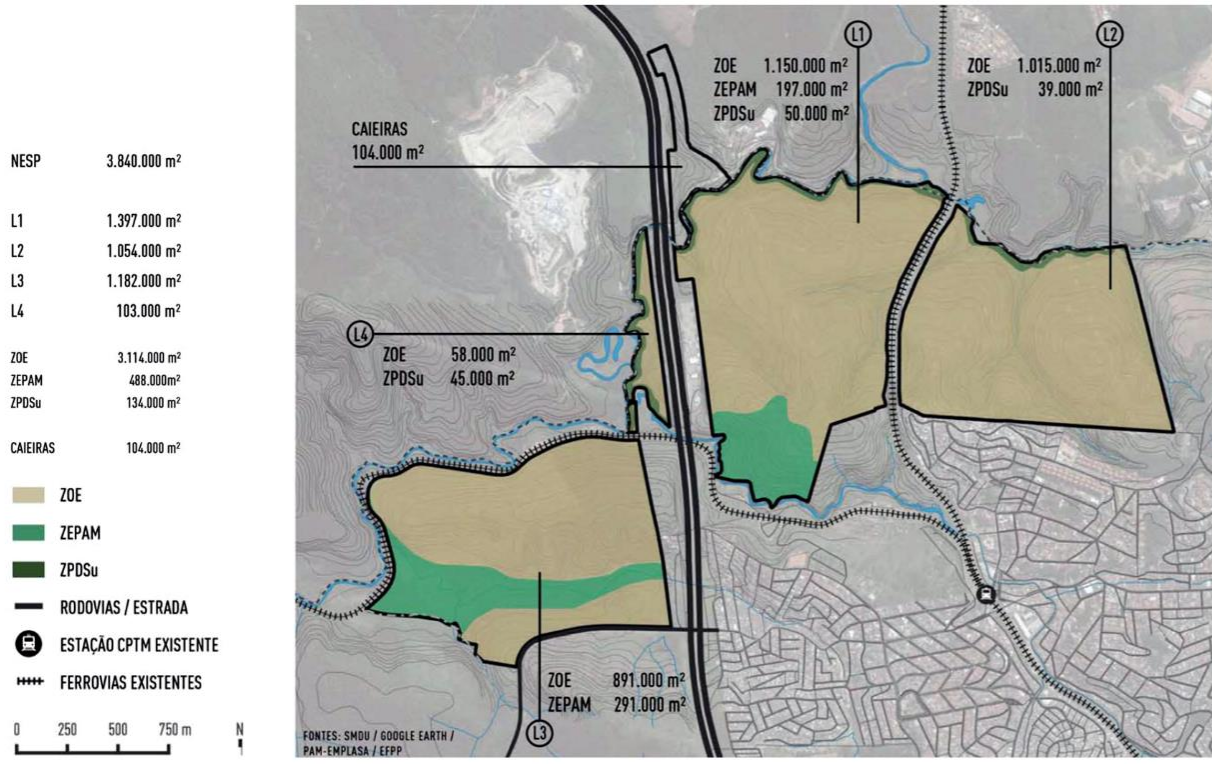 NESP 3.840.000 m²
L1 1.397.000 m²
L2 1.054.000 m²
L3 1.182.000 m²
L4 103.000 m²
ZOE 3.114.000 m²
ZEPAM 488.000m²
ZPDSu 134.000 m²
CAIEIRAS 104.000 m²
ZOE
ZEPAM
ZPDSu
RODOVIAS / ESTRADA
ESTAÇÃO CPTM EXISTENTE
FERROVIAS EXISTENTES
0 250 500 750 m N
CAIEIRAS
104.000 m²
L1
ZOE 1.150.000 m²
ZEPAM 197.000 m²
ZPDSu 50.000 m²
L2
ZOE 1.015.000 m²
ZPDSu 39.000 m²
L4
ZOE 58.000 m²
ZPDSu 45.000 m²
ZOE 891.000 m²
ZEPAM 291.000 m²
L3
FONTES: SMDU / GOOGLE EARTH /
PAM-EMPLASA / EFPP